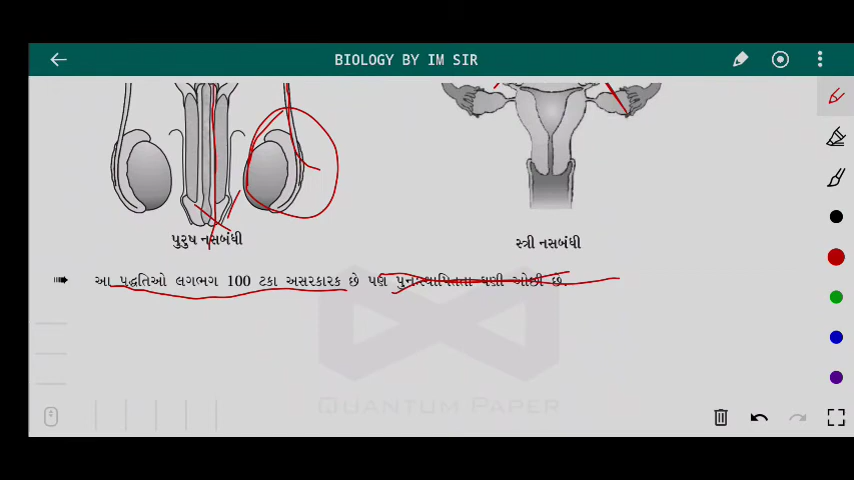 BIOLOGY BY IM SIR
પુરુષ નસબંધી
સ્ત્રી નસબંધી
આ પદ્ધતિઓ લગભગ 100 ટકા અસરકારક છે પણ પુનઃસ્થાપિતતા ઘણી ઓછી છે.
QUANTUM PAPER